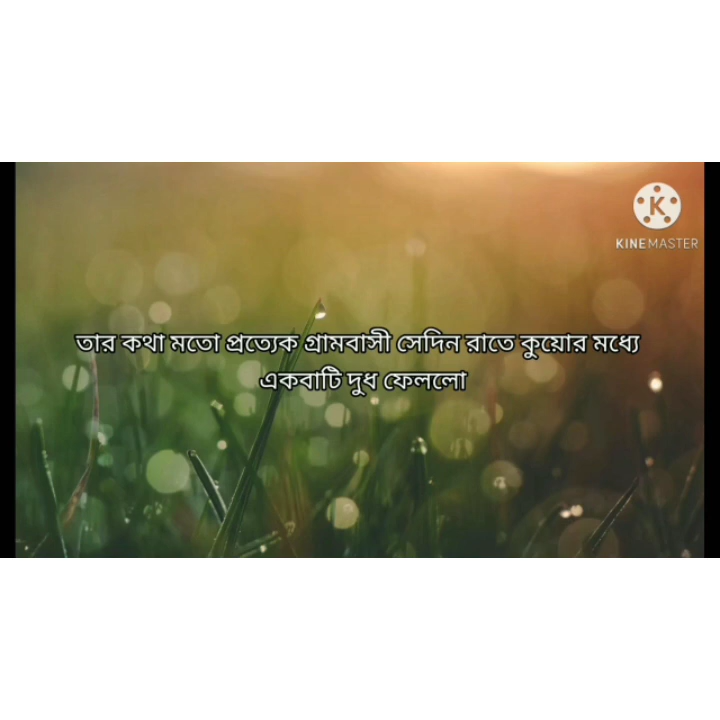 KINEMASTER
তার কথা মতো প্রত্যেক গ্রামবাসী সেদিন রাতে কুয়োর মধ্যে
একবাটি দুধ ফেললো